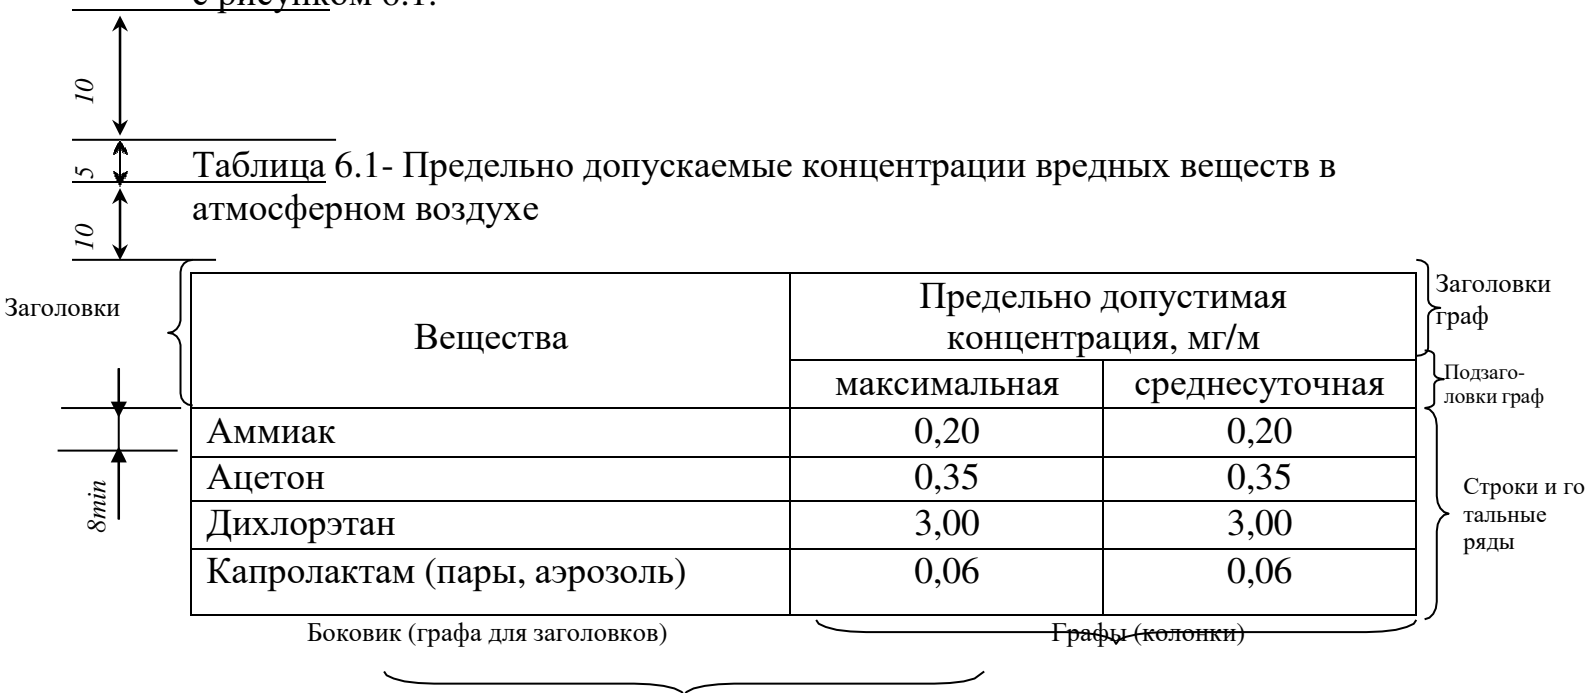 с рисунком 6.1.
10
5
Таблица 6.1- Предельно допускаемые концентрации вредных веществ в
атмосферном воздухе
10
Заголовки
Вещества
Предельно допустимая
концентрация, мг/м
Заголовки
граф
максимальная среднесуточная
Подзаго-
ловки граф
Аммиак 0,20 0,20
Ацетон 0,35 0,35
8min
Дихлорэтан 3,00 3,00
Капролактам (пары, аэрозоль) 0,06 0,06
Строки и го
тальные
ряды
Боковик (графа для заголовков)
Графы (колонки)